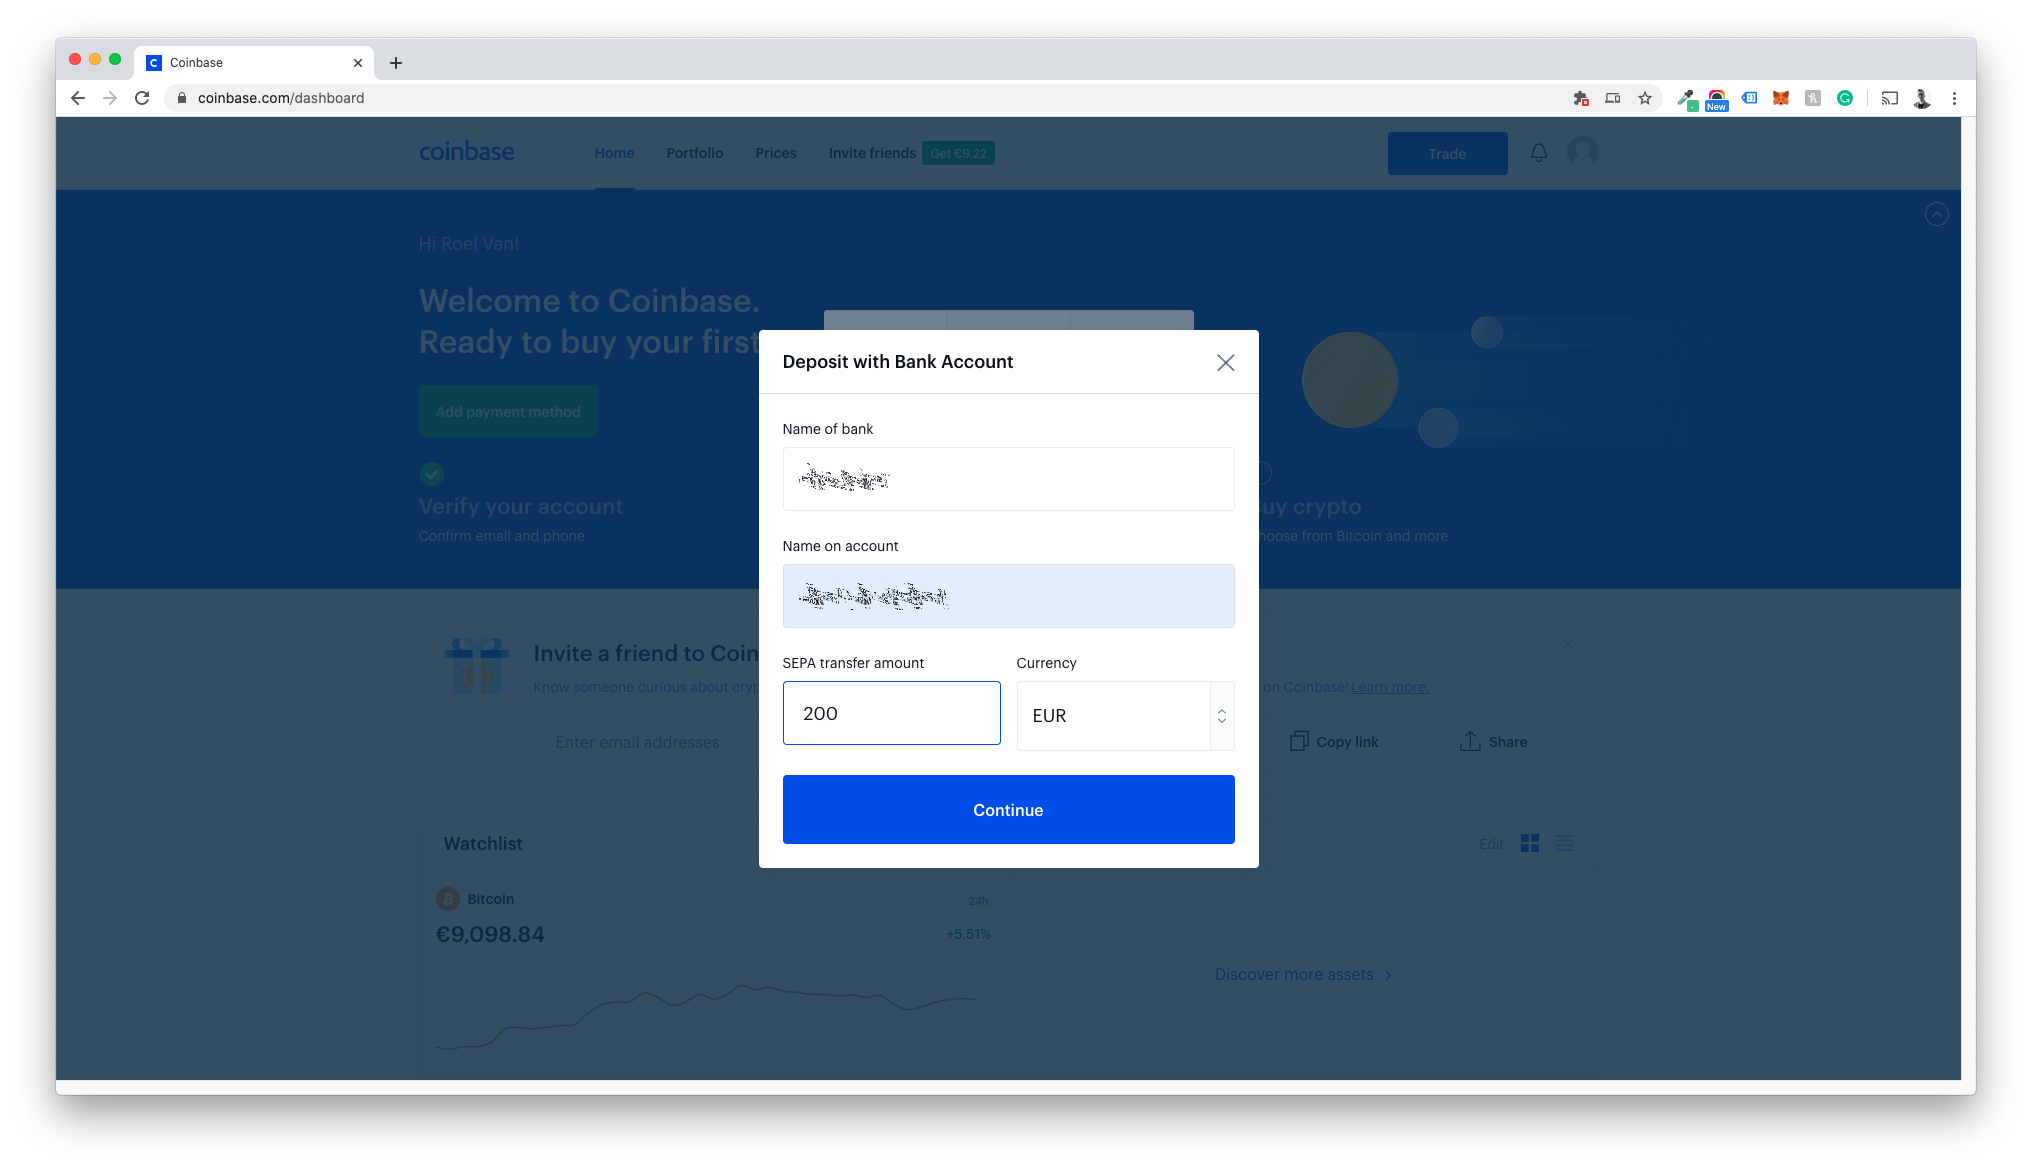 Coinbase
coinbase.com/dashboard
New
coinbase
Home
Portfolio
Prices
Invite friends
Get €9.22
Trade
Hi Roel Van!
Welcome to Coinbase.
Ready to buy your first
Add payment method
Verify your account
Confirm email and phone
uy crypto
hoose from Bitcoin and more
Deposit with Bank Account
Name of bank
Name on account
SEPA transfer amount
Currency
200
EUR
Continue
Invite a friend to Coin
Know someone curious about cryp
on Coinbase! Learn more.
Enter email addresses
Copy link
Share
Watchlist
Edit
Bitcoin
24h
€9,098.84
+5.51%
Discover more assets